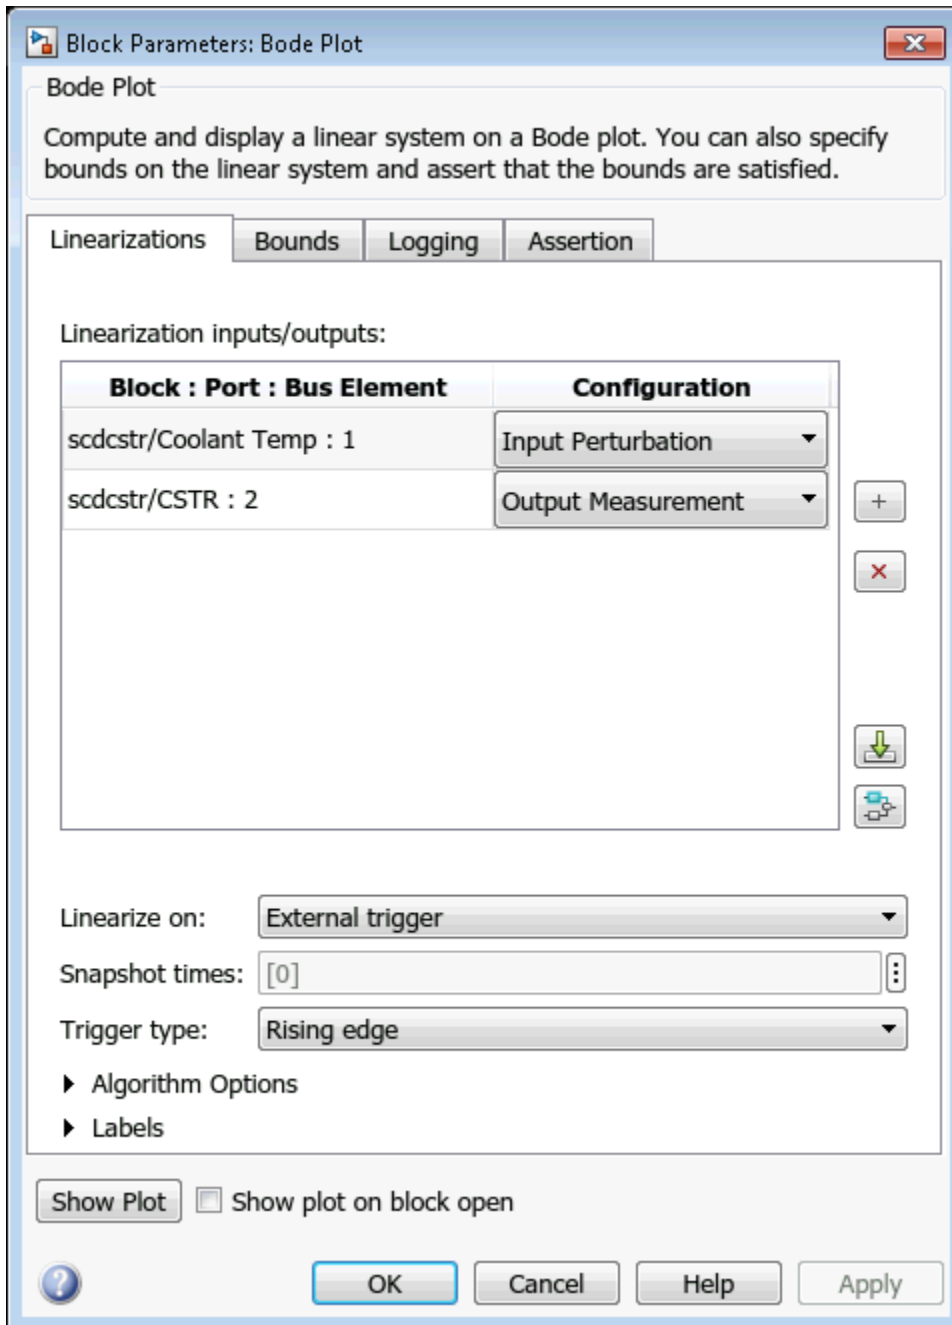 Block Parameters: Bode Plot
Bode Plot
Compute and display a linear system on a Bode plot. You can also specify
bounds on the linear system and assert that the bounds are satisfied.
Linearizations Bounds Logging Assertion
Linearization inputs/outputs:
Block : Port : Bus Element Configuration
scdcstr/Coolant Temp : 1 Input Perturbation
scdcstr/CSTR : 2 Output Measurement
Linearize on: External trigger
Snapshot times: [0]
Trigger type: Rising edge
Algorithm Options
Labels
Show Plot Show plot on block open
OK Cancel Help Apply